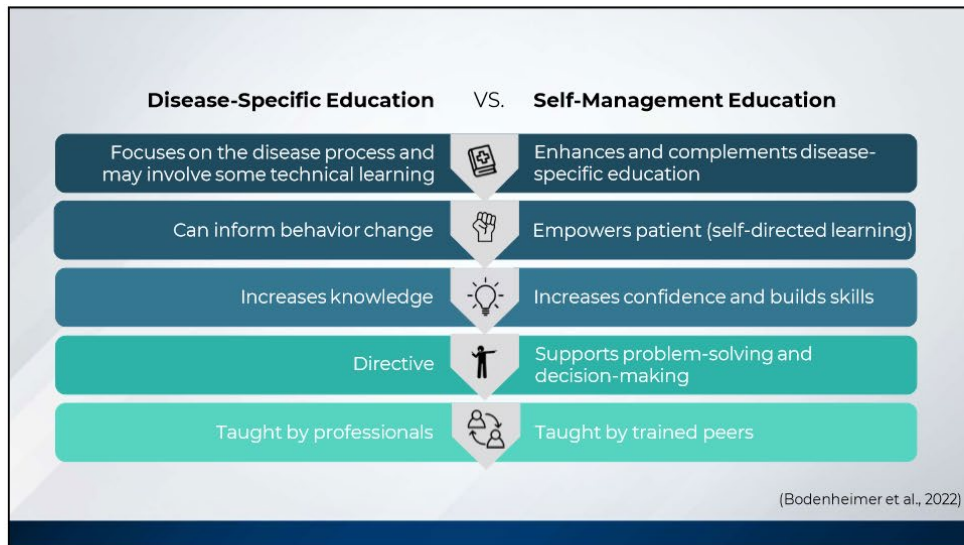 Disease-Specific Education VS. Self-Management Education
Focuses on the disease process and
may involve some technical learning
Enhances and complements disease-
specific education
Can inform behavior change
Empowers patient (self-directed learning)
Increases knowledge
Increases confidence and builds skills
Directive
Supports problem-solving and
decision-making
Taught by professionals
Taught by trained peers
(Bodenheimer et al., 2022)